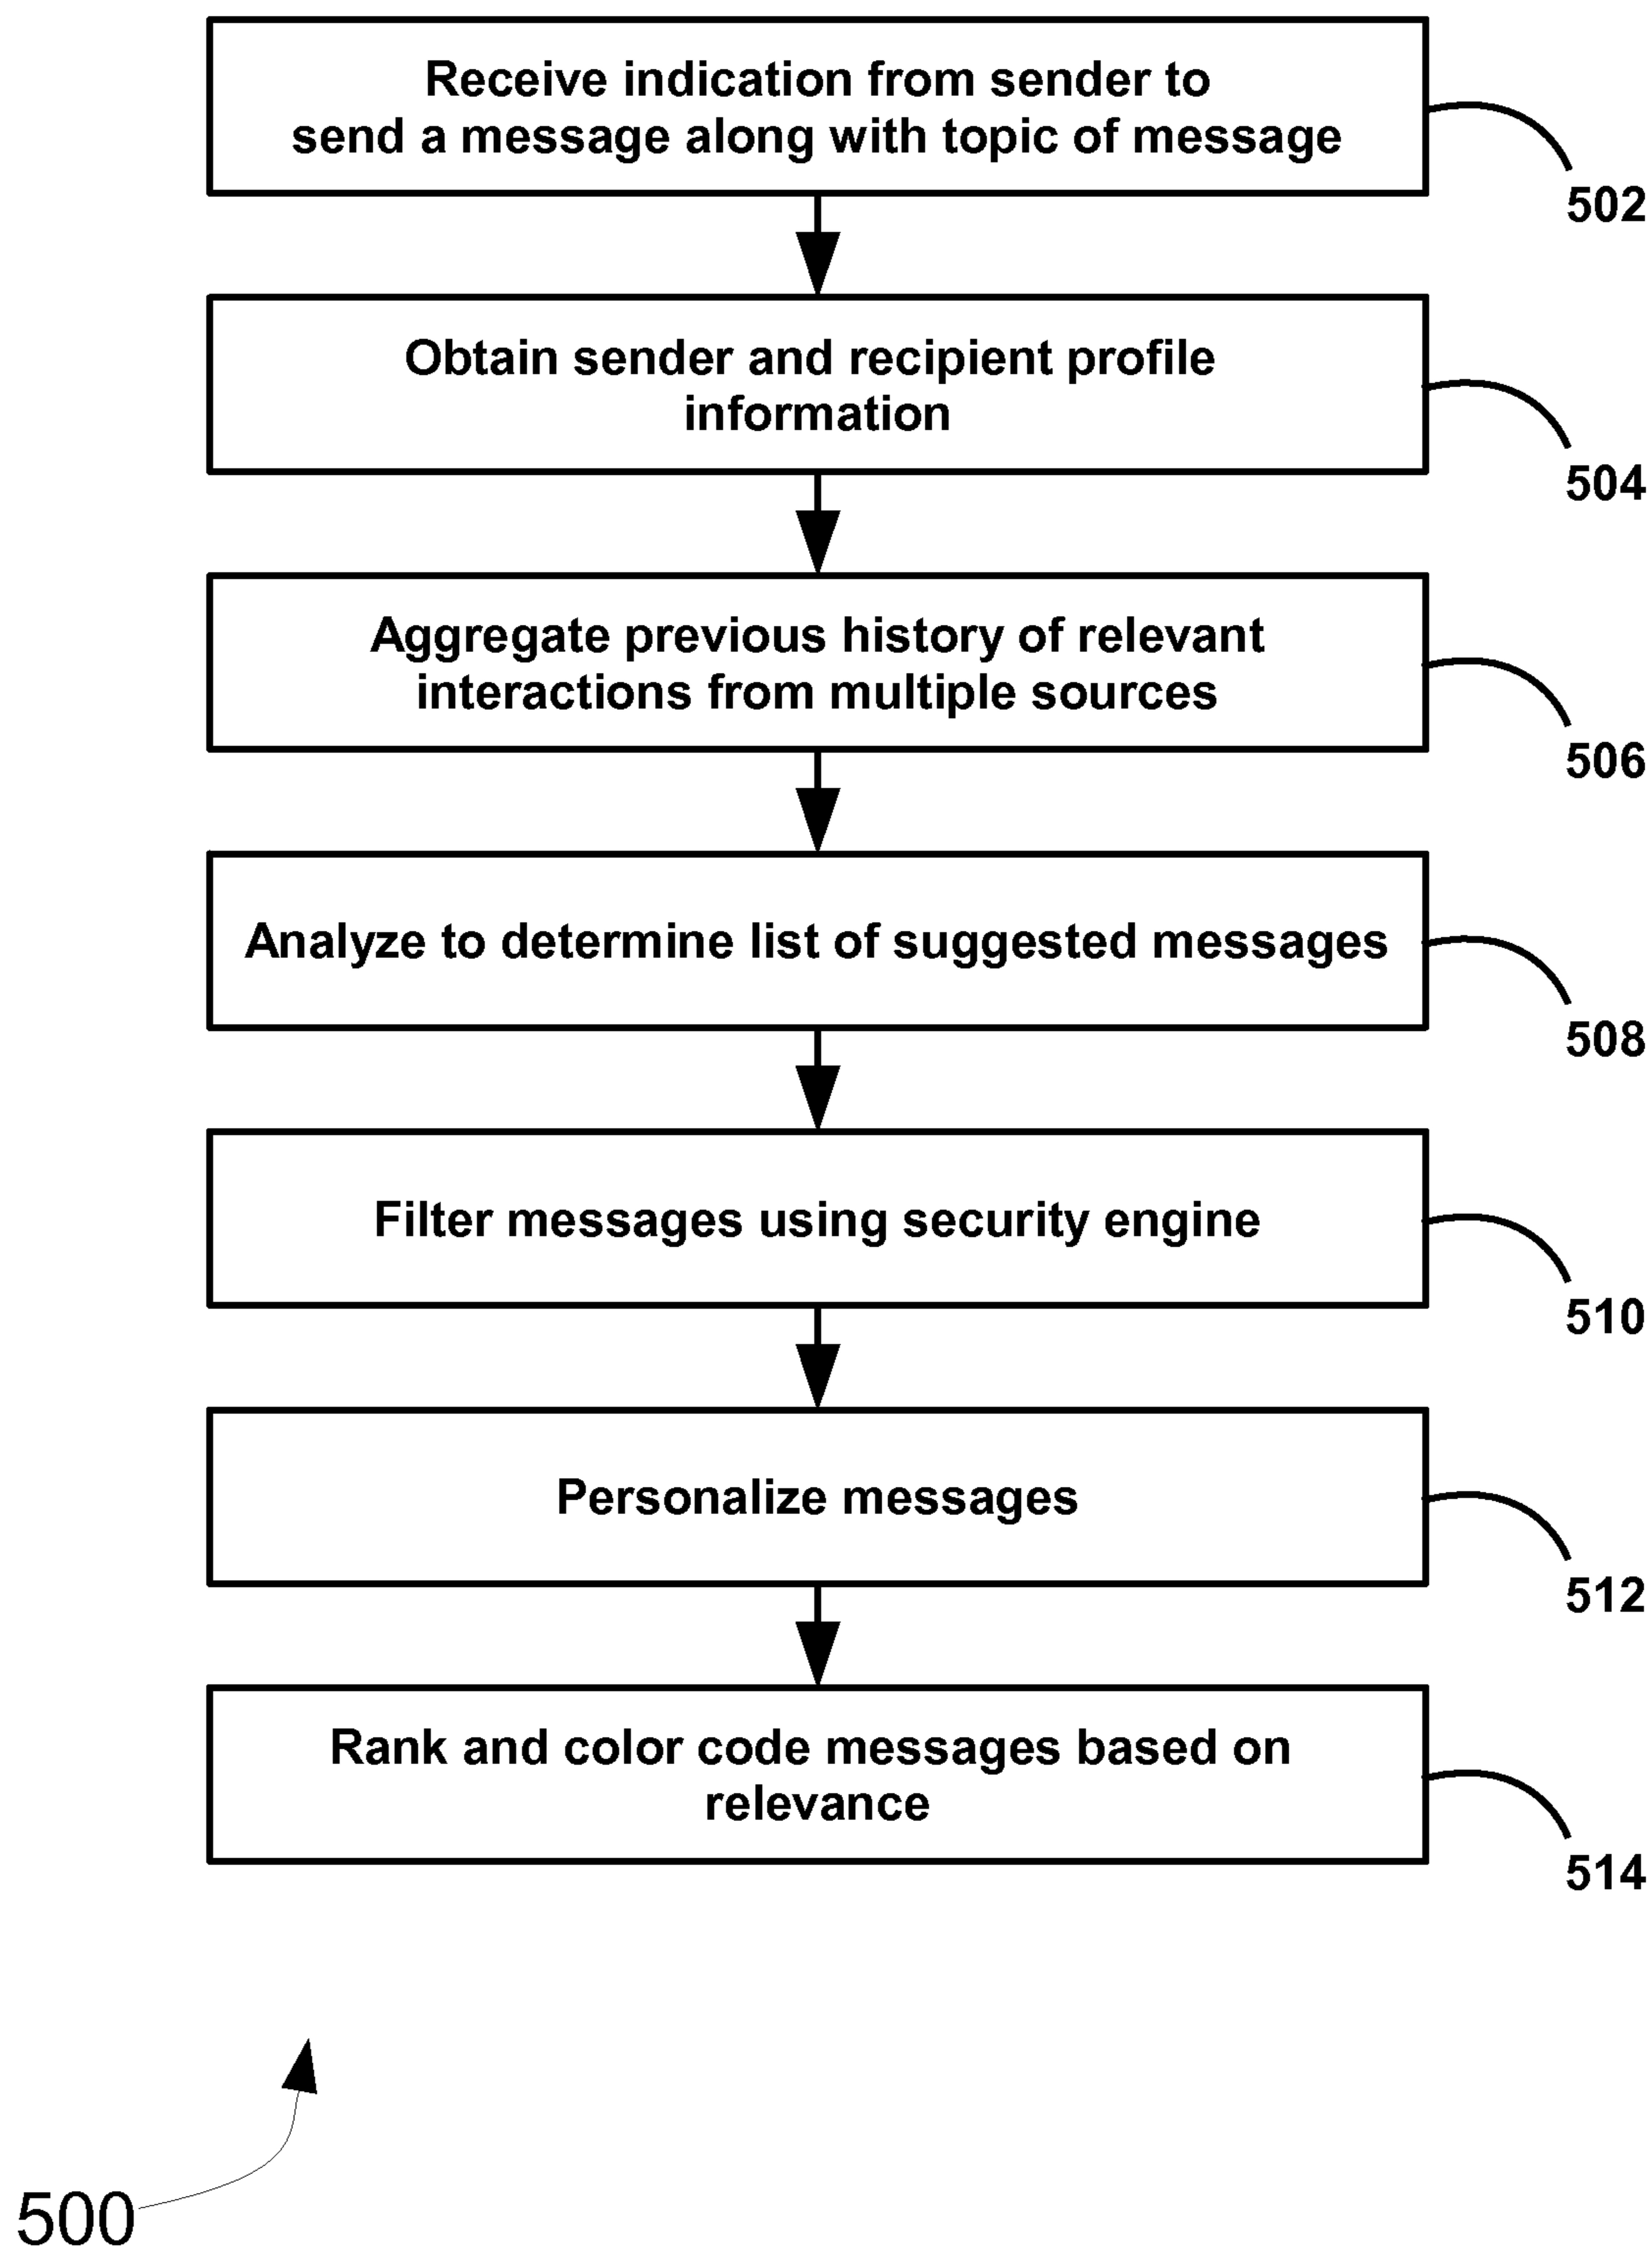 Receive indication from sender to
send a message along with topic of message
502
Obtain sender and recipient profile
information
504
Aggregate previous history of relevant
interactions from multiple sources
506
Analyze to determine list of suggested messages
508
Filter messages using security engine
510
Personalize messages
512
Rank and color code messages based on
relevance
514
500